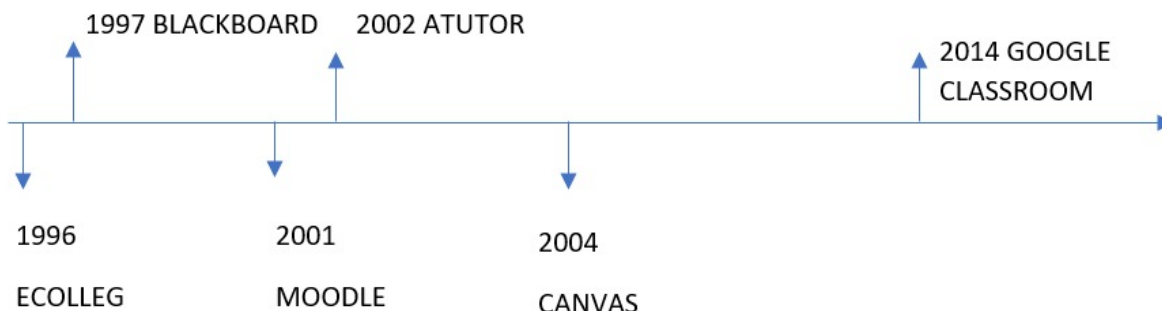 1997 BLACKBOARD
2002 ATUTOR
2014 GOOGLE
CLASSROOM
1996
ECOLLEG
2001
MOODLE
2004
CANVAS